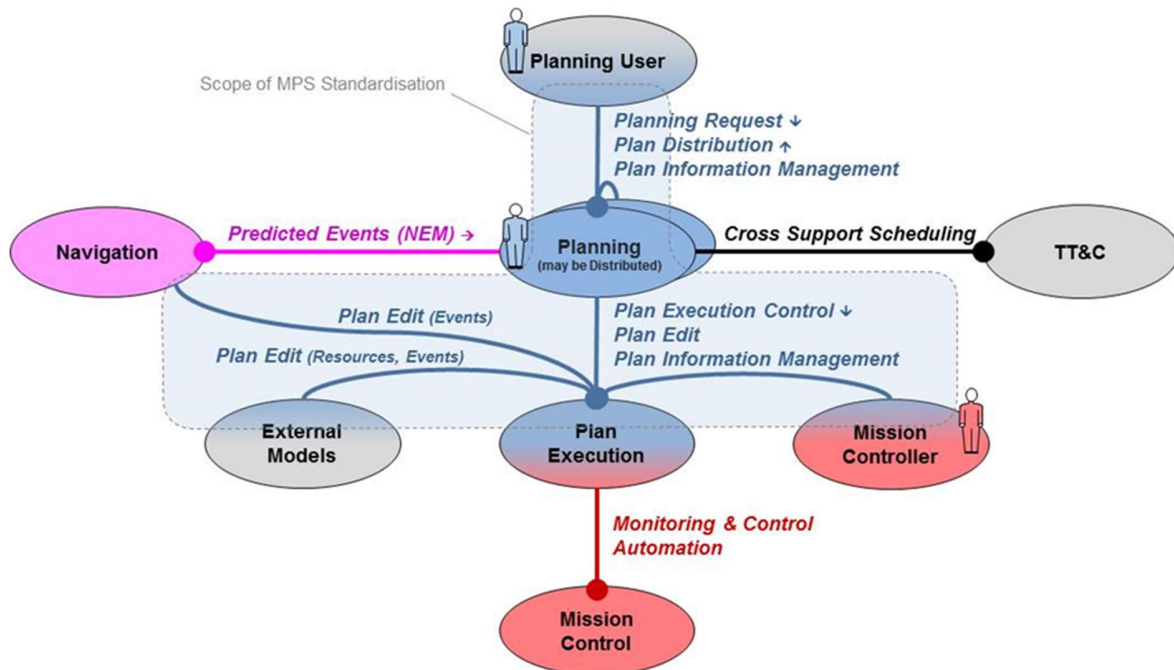 Planning User
Scope of MPS Standardisation
Planning Request ↓
Plan Distribution ↑
Plan Information Management
Navigation
Predicted Events (NEM) →
Planning
(may be Distributed)
Cross Support Scheduling
TT&C
Plan Edit (Events)
Plan Execution Control ↓
Plan Edit
Plan Information Management
Plan Edit (Resources, Events)
External
Models
Plan
Execution
Mission
Controller
Monitoring & Control
Automation
Mission
Control